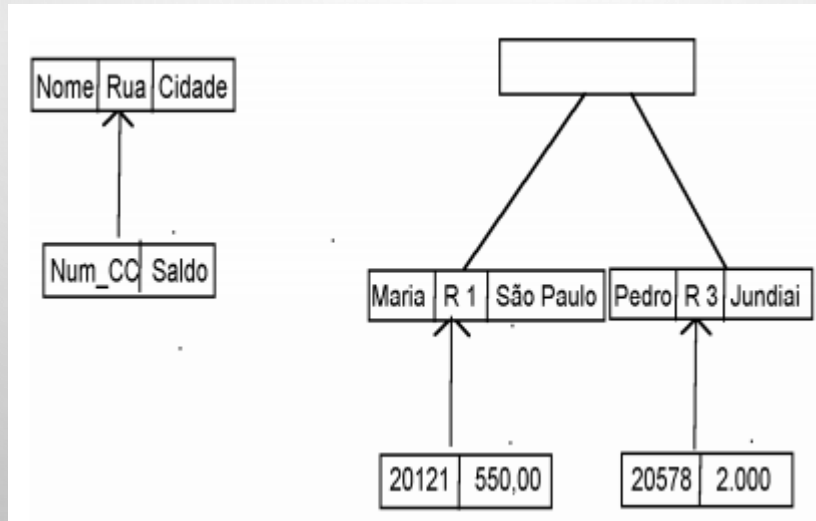 Nome Rua Cidade
Num_CC Saldo
Maria R 1 São Paulo
Pedro R 3 Jundiai
20121 550,00
20578 2.000